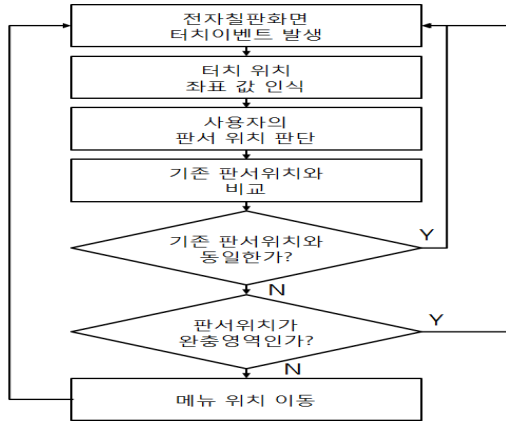 전자칠판화면
터치이벤트 발생
터치 위치
좌표 값 인식
사용자의
판서 위치 판단
기존 판서위치와
비교
기존 판서위치와
동일한가?
Y
N
판서위치가
완충영역인가?
Y
N
메뉴 위치 이동